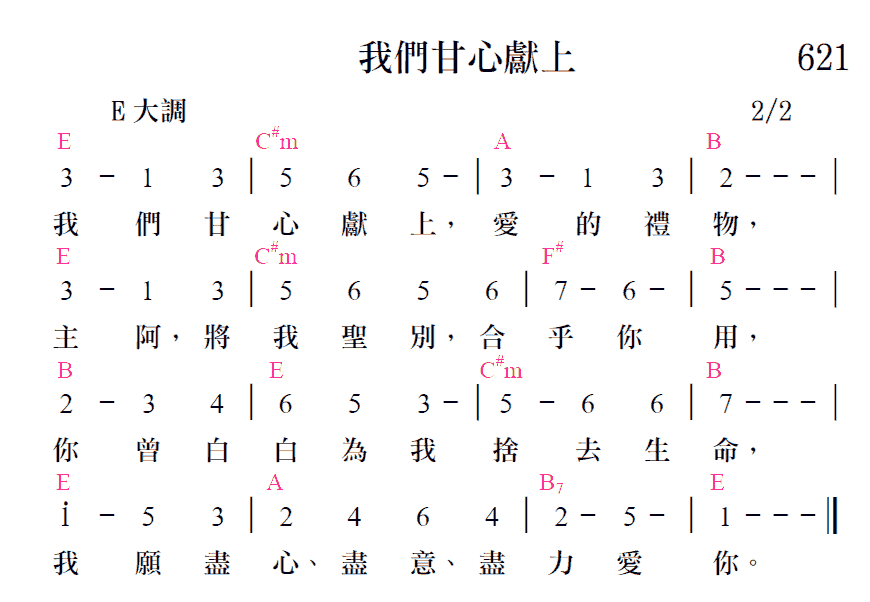 我們甘心獻上 621
E 大調 2/2
E C#m A B
3 - 1 3 | 5 6 5 - | 3 - 1 3 | 2 - - - |
我們甘心獻上,愛的禮物,
E C#m F# B
3 - 1 3 | 5 6 5 6 | 7 - 6 - | 5 - - - |
主阿,將我聖別,合乎你用,
B E C#m B
2 - 3 4 | 6 5 3 - | 5 - 6 6 | 7 - - - |
你曾白白為我捨去生命,
E A B7 E
i - 5 3 | 2 4 6 4 | 2 - 5 - | 1 - - - ‖
我願盡心、盡意、盡力愛你。